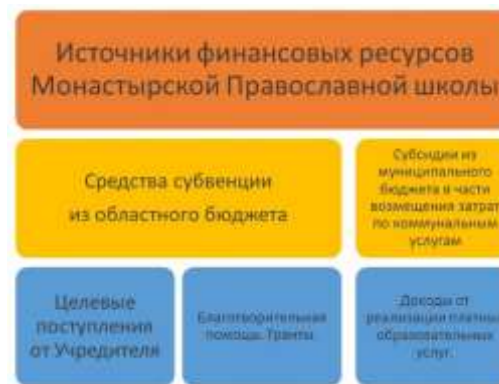 Источники финансовых ресурсов
Монастырской Православной школы
Средства субвенции
из областного бюджета
Субсидии из
муниципального
бюджета в части
возмещения затрат
по коммунальным
услугам
Целевые
поступления
от Учредителя
Благотворительная
помощь. Гранты
Доходы от
реализации платных
образовательных
услуг.